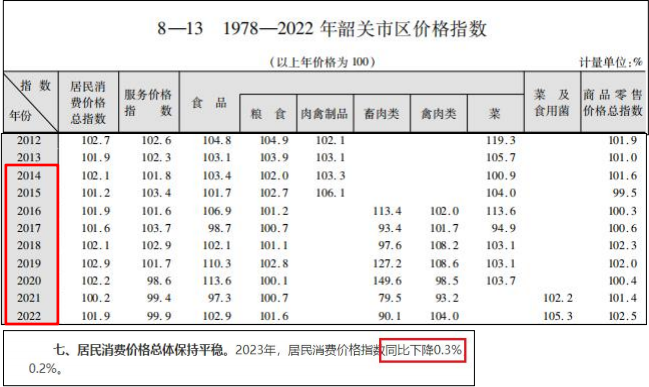 8—13 1978—2022 年韶关市区价格指数
(以上年价格为 100) 计量单位:%
指 数 年份 居民消费价格总指数 服务价格指数 食 品 粮 食 肉禽制品 畜肉类 禽肉类 菜 菜 及食用菌 商品零售价格总指数
2012 102.7 102.6 104.8 104.9 102.1 119.3 101.9
2013 101.9 102.3 103.1 103.9 103.1 105.7 101.0
2014 102.1 101.8 103.4 102.0 103.3 100.9 101.6
2015 101.2 103.4 101.7 102.7 106.1 104.0 99.5
2016 101.9 101.6 106.9 101.2 113.4 102.0 113.6 100.3
2017 101.6 103.7 98.7 100.7 93.4 101.7 94.9 100.6
2018 102.1 102.9 102.1 101.1 97.6 108.2 103.1 102.3
2019 102.9 101.7 110.3 102.8 127.2 108.6 103.1 102.0
2020 102.2 98.6 113.6 100.1 149.6 98.5 103.7 100.4
2021 100.2 99.4 97.3 100.7 79.5 93.2 102.2 101.4
2022 101.9 99.9 102.9 101.6 90.1 104.0 105.3 102.5
七、居民消费价格总体保持平稳。2023年，居民消费价格指数同比下降0.3%
0.2%。